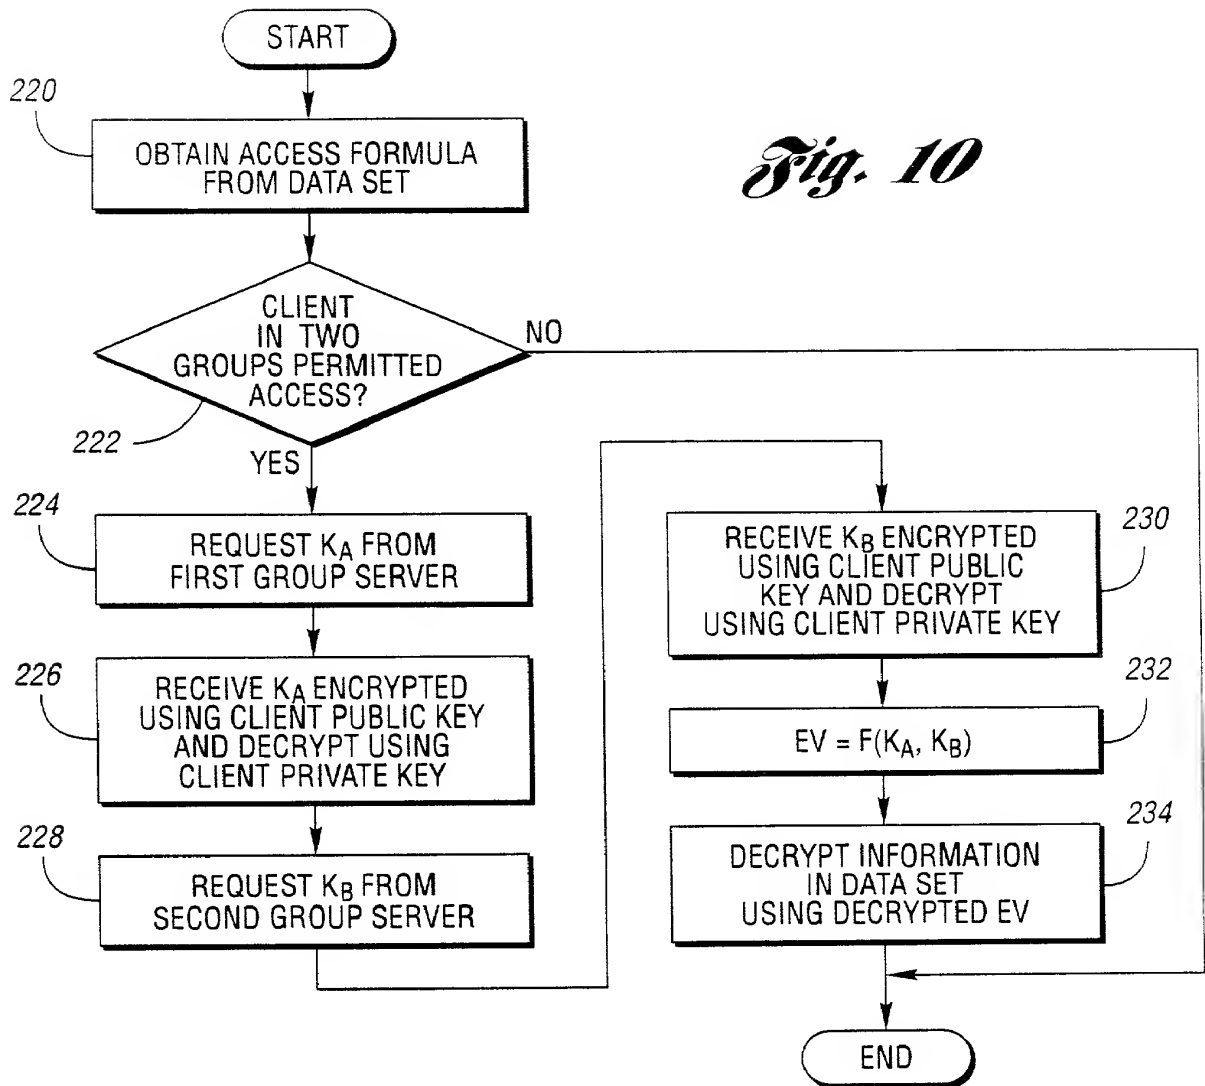 START
220
OBTAIN ACCESS FORMULA
FROM DATA SET
Fig. 10
CLIENT
IN TWO
GROUPS PERMITTED
ACCESS?
NO
222
YES
224
REQUEST KA FROM
FIRST GROUP SERVER
226
RECEIVE KA ENCRYPTED
USING CLIENT PUBLIC KEY
AND DECRYPT USING
CLIENT PRIVATE KEY
228
REQUEST KB FROM
SECOND GROUP SERVER
230
RECEIVE KB ENCRYPTED
USING CLIENT PUBLIC
KEY AND DECRYPT
USING CLIENT PRIVATE KEY
232
EV = F(KA, KB)
234
DECRYPT INFORMATION
IN DATA SET
USING DECRYPTED EV
END